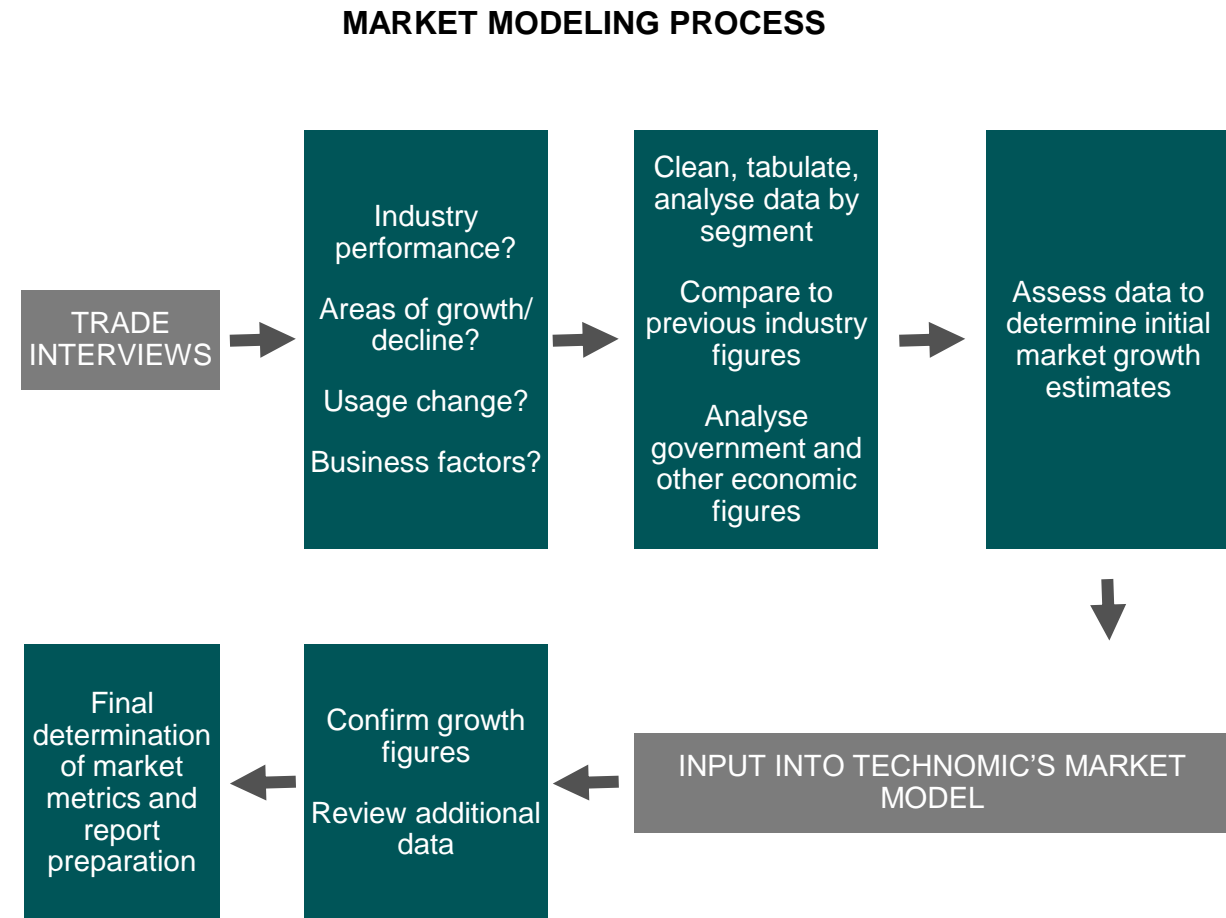 MARKET MODELING PROCESS
TRADE
INTERVIEWS
Industry
performance?
Areas of growth/
decline?
Usage change?
Business factors?
Clean, tabulate,
analyse data by
segment
Compare to
previous industry
figures
Analyse
government and
other economic
figures
Assess data to
determine initial
market growth
estimates
INPUT INTO TECHNOMIC’S MARKET
MODEL
Confirm growth
figures
Review additional
data
Final
determination
of market
metrics and
report
preparation